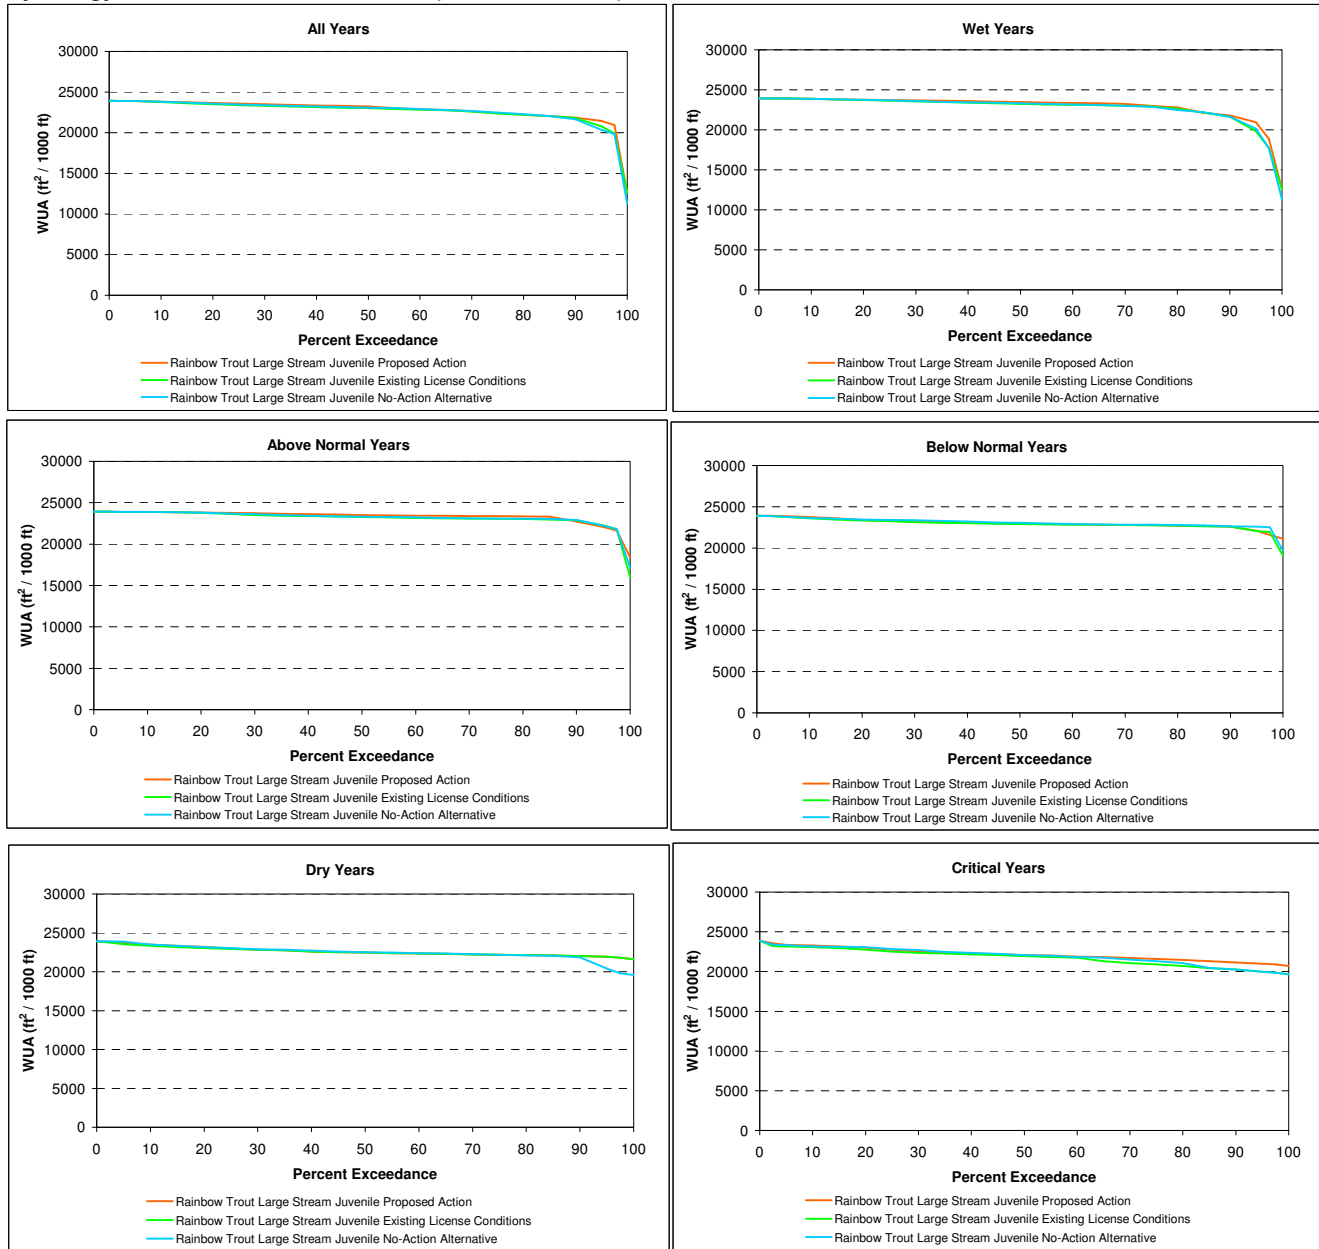 All Years
30000
25000
20000
15000
10000
5000
0
WUA (ft² / 1000 ft)
0 10 20 30 40 50 60 70 80 90 100
Percent Exceedance
Rainbow Trout Large Stream Juvenile Proposed Action
Rainbow Trout Large Stream Juvenile Existing License Conditions
Rainbow Trout Large Stream Juvenile No-Action Alternative
Wet Years
30000
25000
20000
15000
10000
5000
0
WUA (ft² / 1000 ft)
0 10 20 30 40 50 60 70 80 90 100
Percent Exceedance
Rainbow Trout Large Stream Juvenile Proposed Action
Rainbow Trout Large Stream Juvenile Existing License Conditions
Rainbow Trout Large Stream Juvenile No-Action Alternative
Above Normal Years
30000
25000
20000
15000
10000
5000
0
WUA (ft² / 1000 ft)
0 10 20 30 40 50 60 70 80 90 100
Percent Exceedance
Rainbow Trout Large Stream Juvenile Proposed Action
Rainbow Trout Large Stream Juvenile Existing License Conditions
Rainbow Trout Large Stream Juvenile No-Action Alternative
Below Normal Years
30000
25000
20000
15000
10000
5000
0
WUA (ft² / 1000 ft)
0 10 20 30 40 50 60 70 80 90 100
Percent Exceedance
Rainbow Trout Large Stream Juvenile Proposed Action
Rainbow Trout Large Stream Juvenile Existing License Conditions
Rainbow Trout Large Stream Juvenile No-Action Alternative
Dry Years
30000
25000
20000
15000
10000
5000
0
WUA (ft² / 1000 ft)
0 10 20 30 40 50 60 70 80 90 100
Percent Exceedance
Rainbow Trout Large Stream Juvenile Proposed Action
Rainbow Trout Large Stream Juvenile Existing License Conditions
Rainbow Trout Large Stream Juvenile No-Action Alternative
Critical Years
30000
25000
20000
15000
10000
5000
0
WUA (ft² / 1000 ft)
0 10 20 30 40 50 60 70 80 90 100
Percent Exceedance
Rainbow Trout Large Stream Juvenile Proposed Action
Rainbow Trout Large Stream Juvenile Existing License Conditions
Rainbow Trout Large Stream Juvenile No-Action Alternative